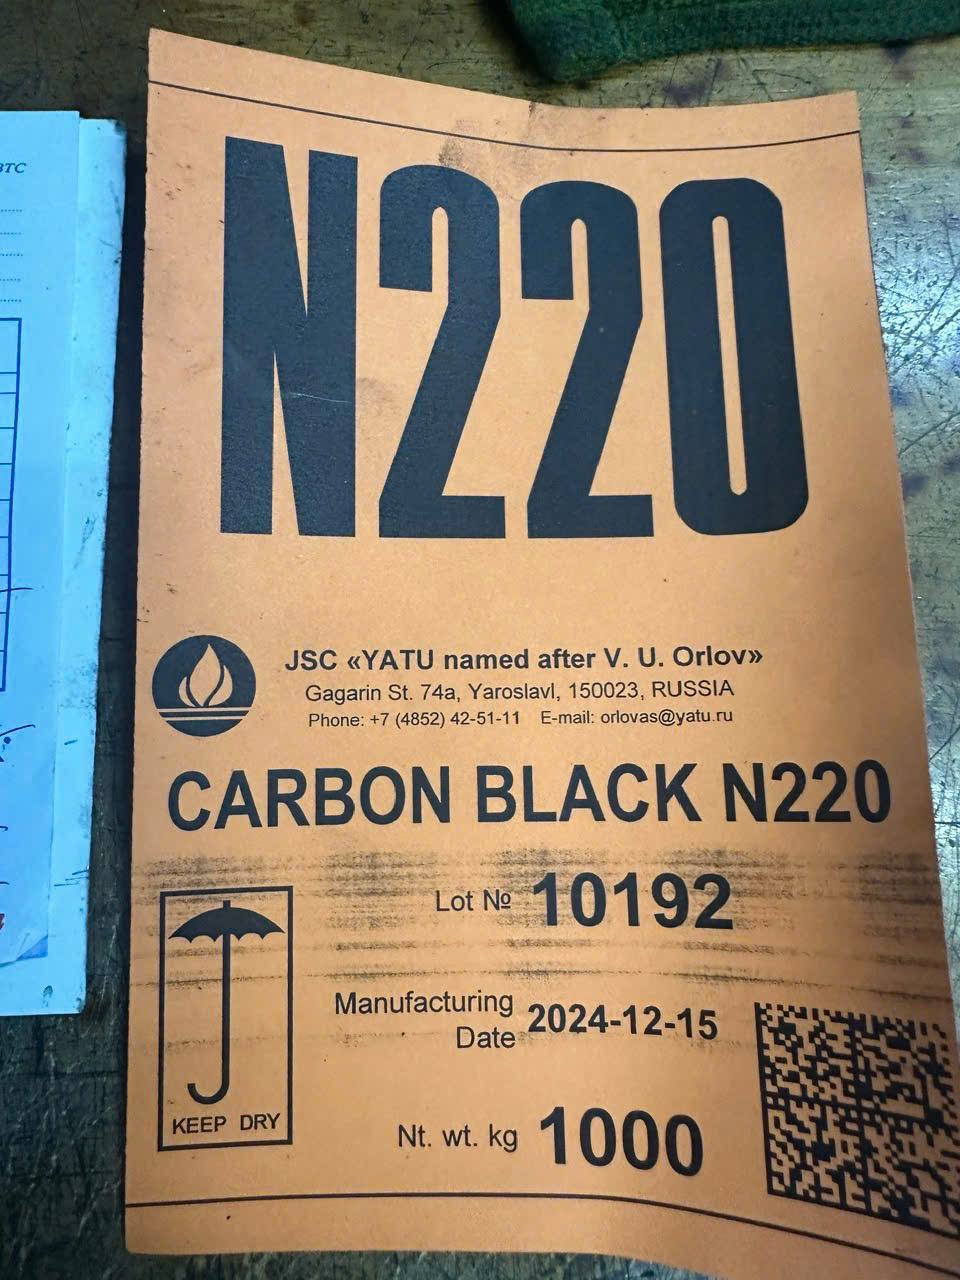 ВТС
N220
JSC «YATU named after V. U. Orlov»
Gagarin St. 74a, Yaroslavl, 150023, RUSSIA
Phone: +7 (4852) 42-51-11 E-mail: orlovas@yatu.ru
CARBON BLACK N220
Lot № 10192
Manufacturing
Date 2024-12-15
KEEP DRY
Nt. wt. kg 1000